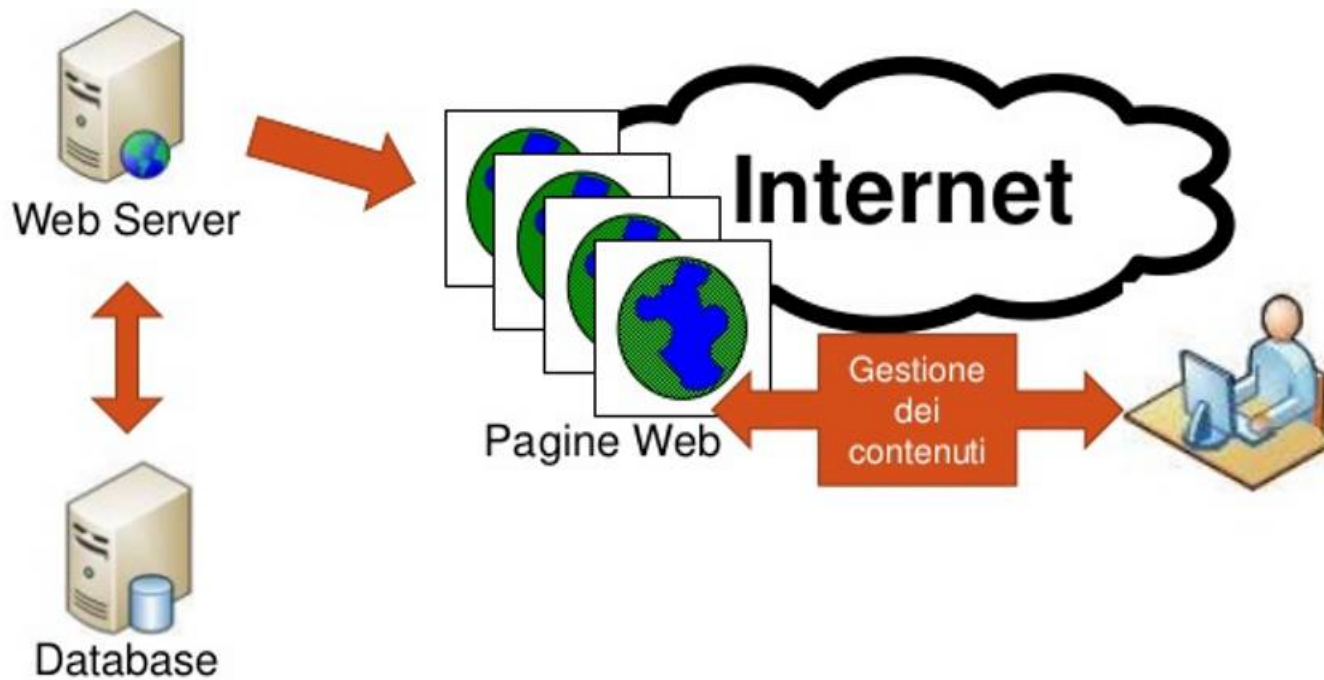 Web Server
Internet
Pagine Web
Gestione
dei
contenuti
Database